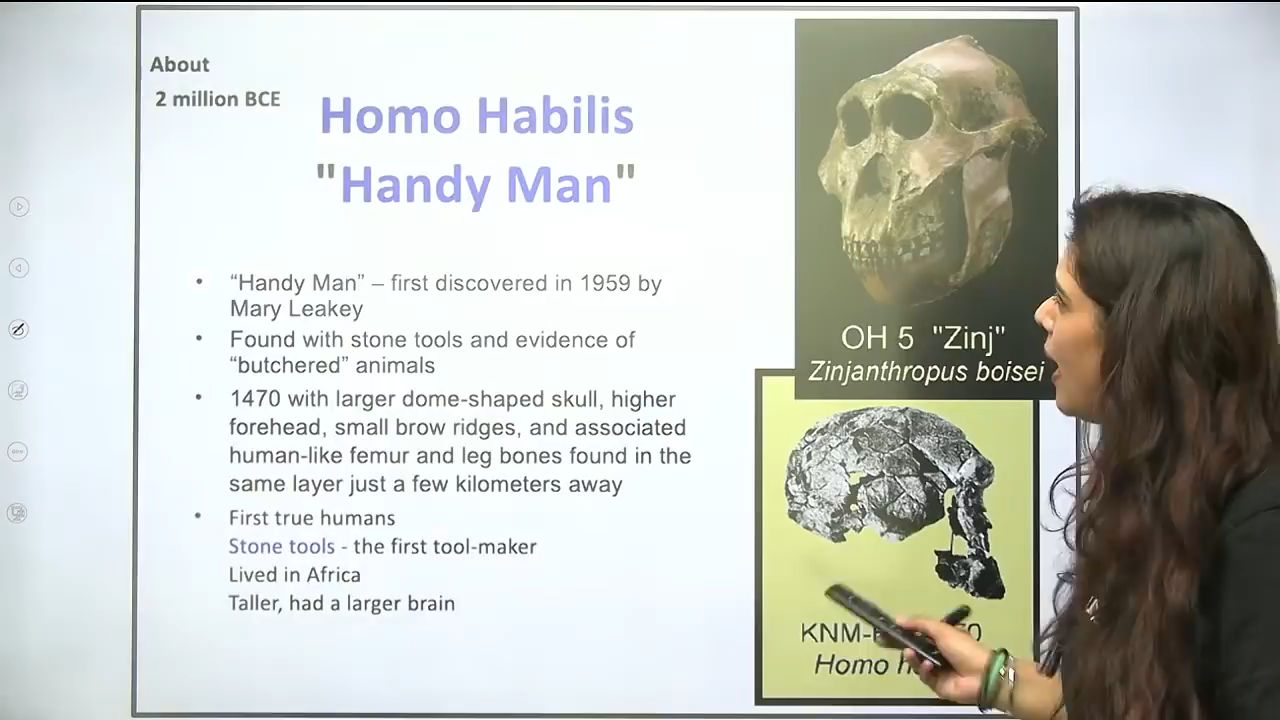 About
2 million BCE
Homo Habilis
"Handy Man"
• “Handy Man” – first discovered in 1959 by
Mary Leakey
• Found with stone tools and evidence of
“butchered” animals
• 1470 with larger dome-shaped skull, higher
forehead, small brow ridges, and associated
human-like femur and leg bones found in the
same layer just a few kilometers away
• First true humans
Stone tools - the first tool-maker
Lived in Africa
Taller, had a larger brain
OH 5 "Zinj"
Zinjanthropus boisei
Homo